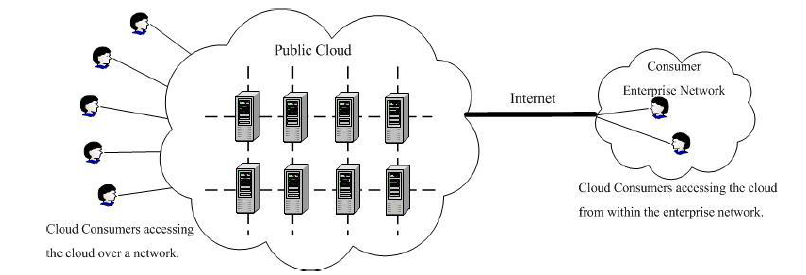 Public Cloud
Consumer
Enterprise Network
Internet
Cloud Consumers accessing the cloud
from within the enterprise network.
Cloud Consumers accessing
the cloud over a network.